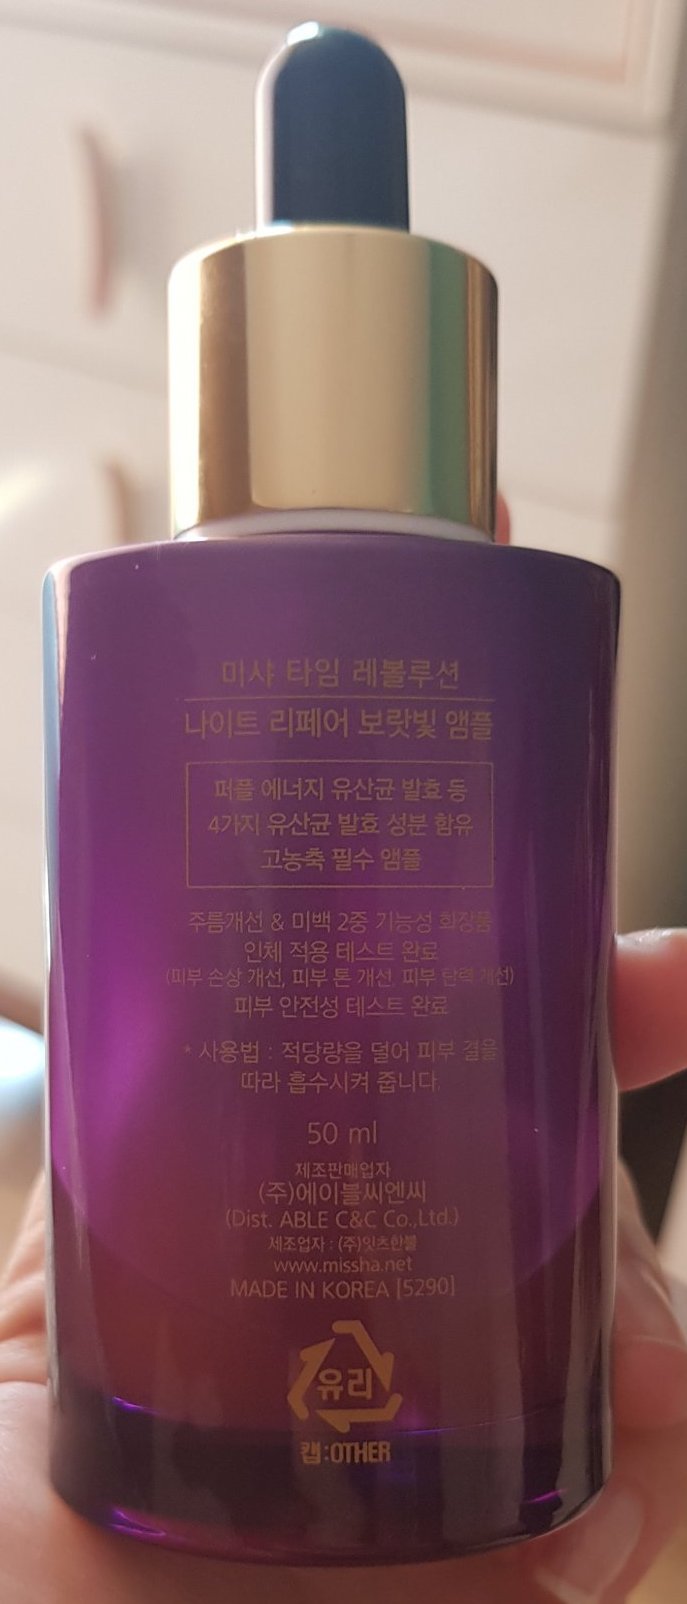 미샤 타임 레볼루션
나이트 리페어 보랏빛 앰플
퍼플 에너지 유산균 발효 등
4가지 유산균 발효 성분 함유
고농축 필수 앰플
주름개선 & 미백 2중 기능성 화장품
인체 적용 테스트 완료
(피부 손상 개선, 피부 톤 개선, 피부 탄력 개선)
피부 안전성 테스트 완료
* 사용법 : 적당량을 덜어 피부 결을
따라 흡수시켜 줍니다.
50 ml
제조판매업자
(주)에이블씨엔씨
(Dist. ABLE C&C Co.,Ltd.)
제조업자 : (주)잇츠한불
www.missha.net
MADE IN KOREA [5290]
유리
캡:OTHER